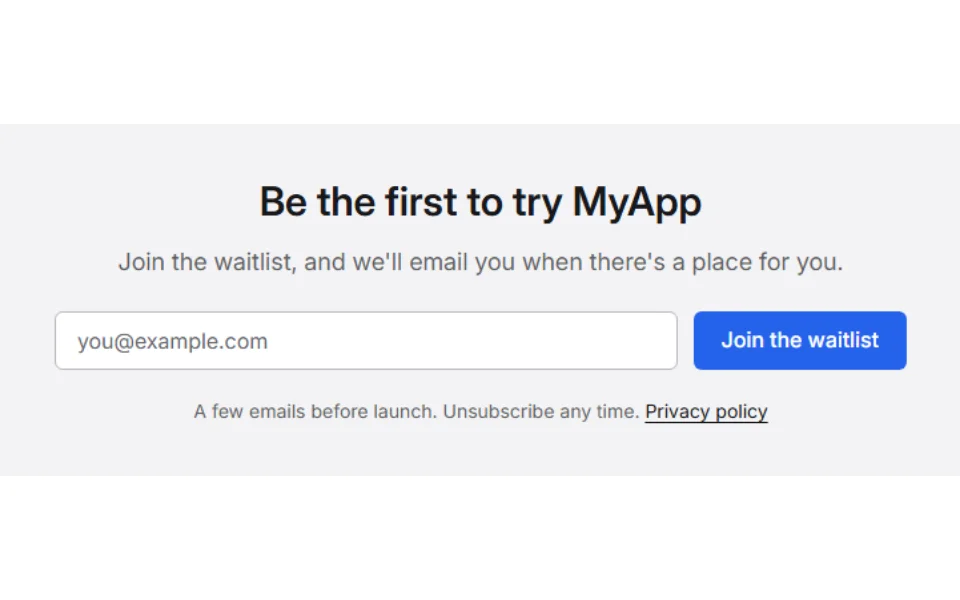 Be the first to try MyApp
Join the waitlist, and we'll email you when there's a place for you.
you@example.com
Join the waitlist
A few emails before launch. Unsubscribe any time. Privacy policy